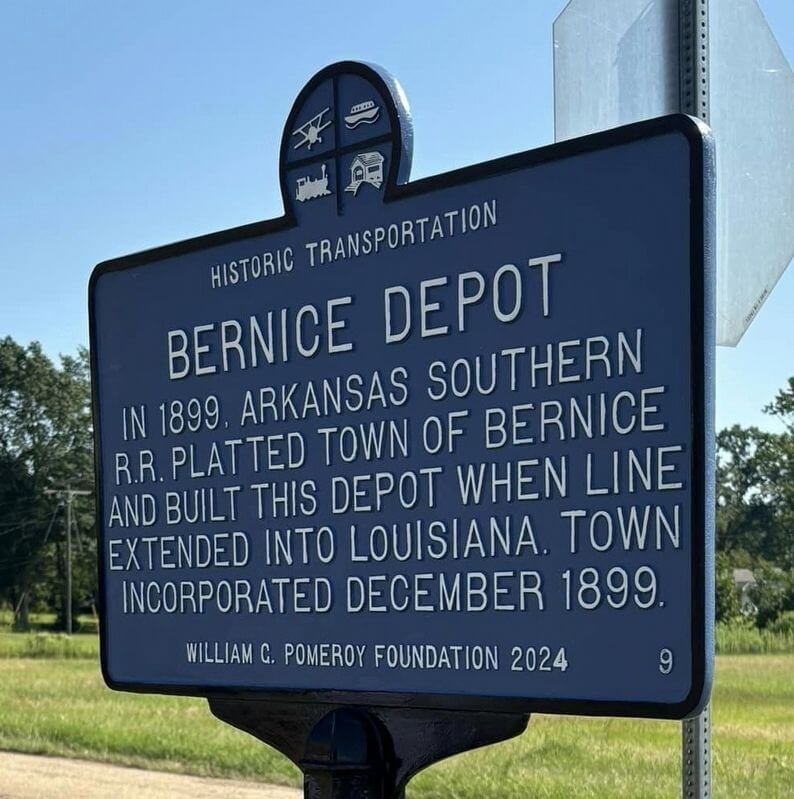 HISTORIC TRANSPORTATION
BERNICE DEPOT
IN 1899, ARKANSAS SOUTHERN
R.R. PLATTED TOWN OF BERNICE
AND BUILT THIS DEPOT WHEN LINE
EXTENDED INTO LOUISIANA. TOWN
INCORPORATED DECEMBER 1899.
WILLIAM G. POMEROY FOUNDATION 2024 9